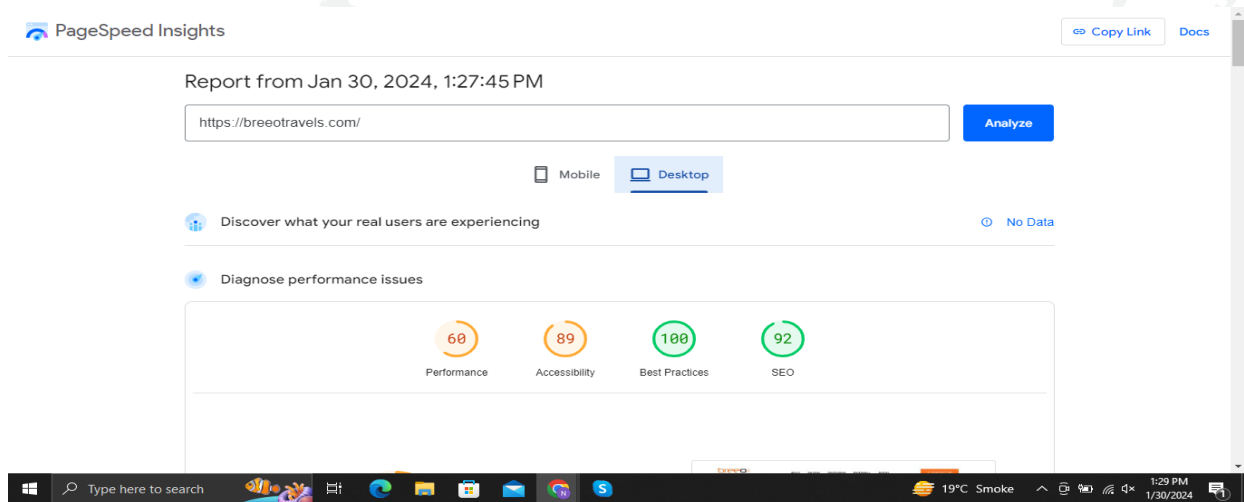 PageSpeed Insights
Copy Link Docs
Report from Jan 30, 2024, 1:27:45 PM
https://breeotravels.com/
Analyze
Mobile Desktop
Discover what your real users are experiencing
No Data
Diagnose performance issues
60 89 100 92
Performance Accessibility Best Practices SEO
Type here to search
19°C Smoke
1:29 PM
1/30/2024